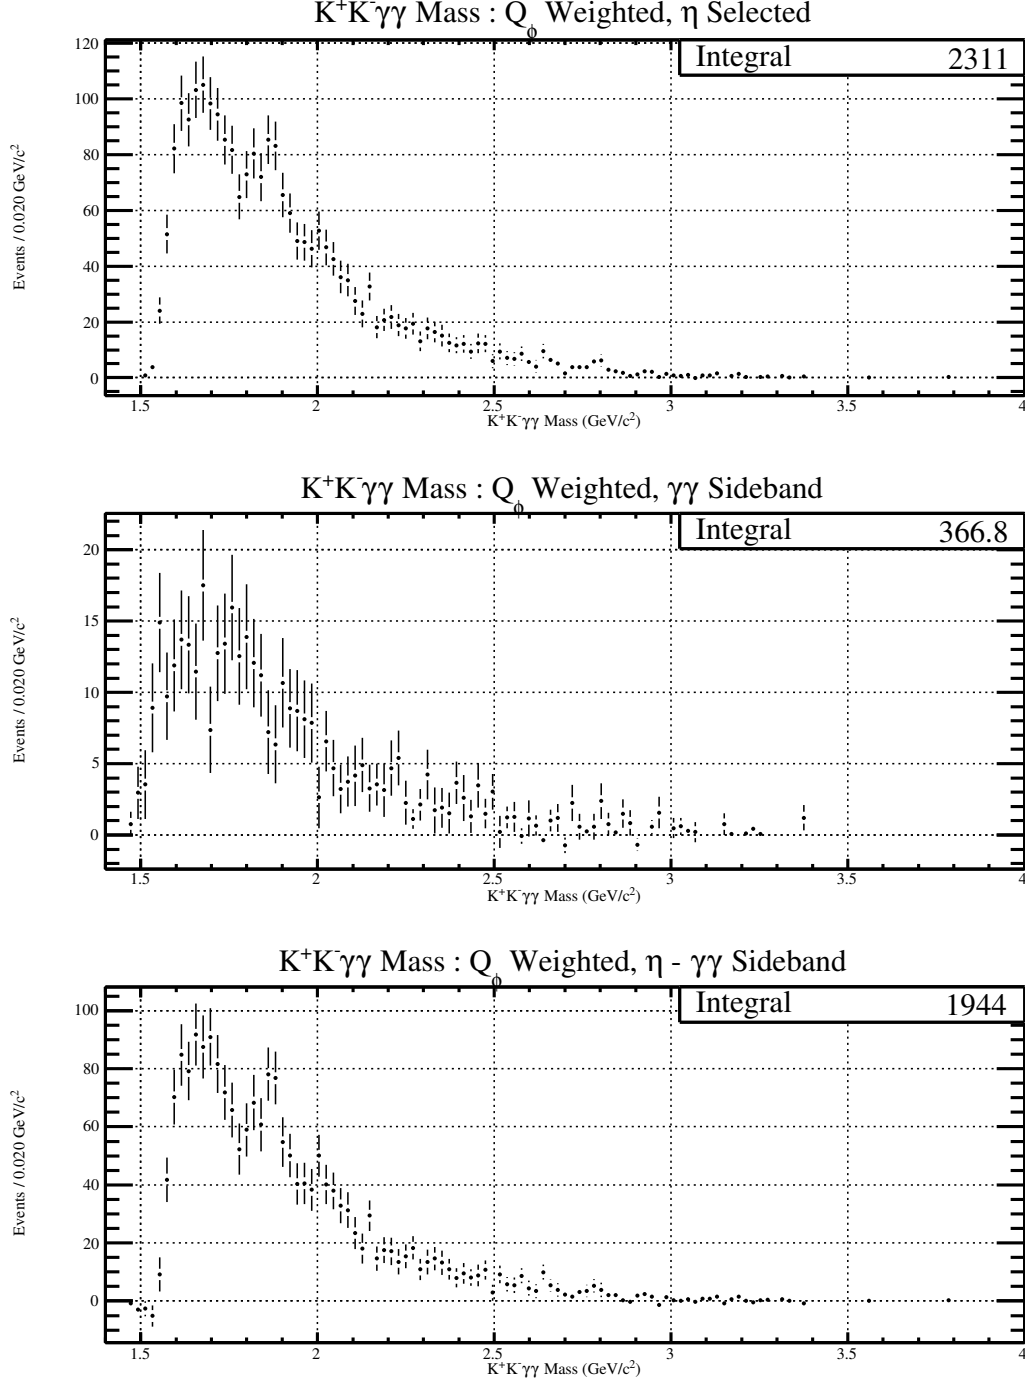 K⁺K⁻γγ Mass : Q_ϕ Weighted, η Selected
Integral 2311
Events / 0.020 GeV/c²
120
100
80
60
40
20
0
1.5 2 2.5 3 3.5 4
K⁺K⁻γγ Mass (GeV/c²)
K⁺K⁻γγ Mass : Q_ϕ Weighted, γγ Sideband
Integral 366.8
Events / 0.020 GeV/c²
20
15
10
5
0
1.5 2 2.5 3 3.5 4
K⁺K⁻γγ Mass (GeV/c²)
K⁺K⁻γγ Mass : Q_ϕ Weighted, η - γγ Sideband
Integral 1944
Events / 0.020 GeV/c²
100
80
60
40
20
0
1.5 2 2.5 3 3.5 4
K⁺K⁻γγ Mass (GeV/c²)